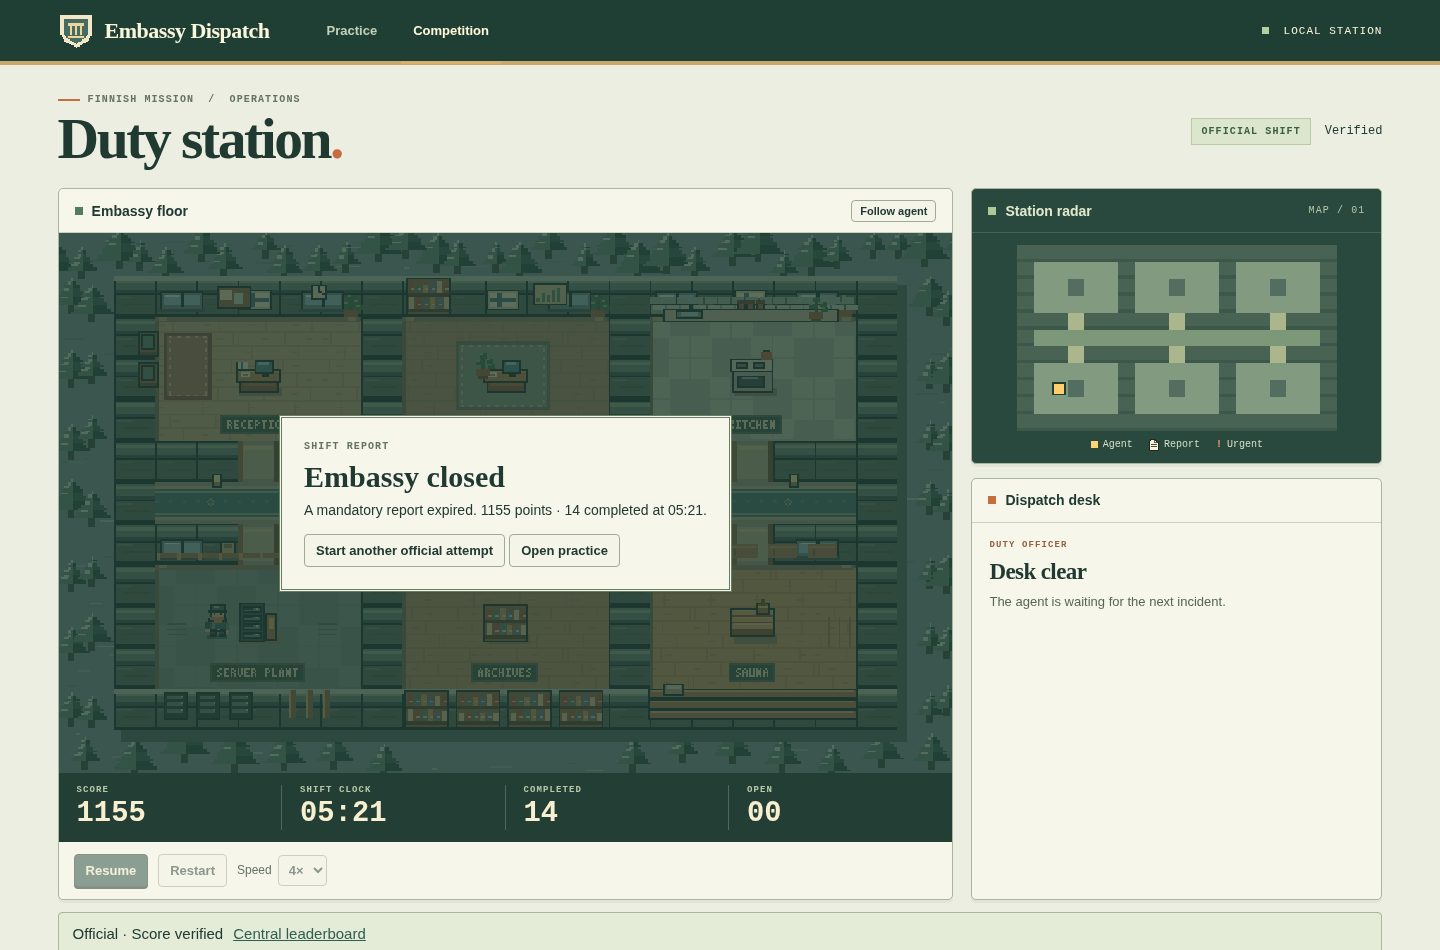 Embassy Dispatch
Practice
Competition
LOCAL STATION
FINNISH MISSION / OPERATIONS
Duty station.
OFFICIAL SHIFT
Verified
Embassy floor
Follow agent
Station radar
MAP / 01
Agent
Report
! Urgent
SHIFT REPORT
Embassy closed
A mandatory report expired. 1155 points · 14 completed at 05:21.
Start another official attempt
Open practice
SERVER PLANT
ARCHIVES
SAUNA
Dispatch desk
DUTY OFFICER
Desk clear
The agent is waiting for the next incident.
SCORE
1155
SHIFT CLOCK
05:21
COMPLETED
14
OPEN
00
Resume
Restart
Speed
4×
Official · Score verified Central leaderboard